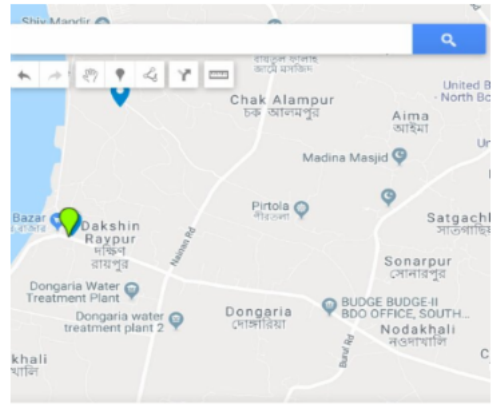 Shiv Mandir
জামে মসজিদ
Chak Alampur
চক আলমপুর
United B
- North Bo
Aima
আইমা
Madina Masjid
Pirtola
পীরতলা
Satgach
সাতগাছি
Bazar
Dakshin
Raypur
দক্ষিণ
রায়পুর
Nainan Rd
Sonarpur
সোনারপুর
Dongaria Water
Treatment Plant
Dongaria water
treatment plant 2
Dongaria
দোঙ্গারিয়া
BUDGE BUDGE-II
BDO OFFICE, SOUTH...
Nodakhali
নওদাখালি
Burul Rd
khali
খালি